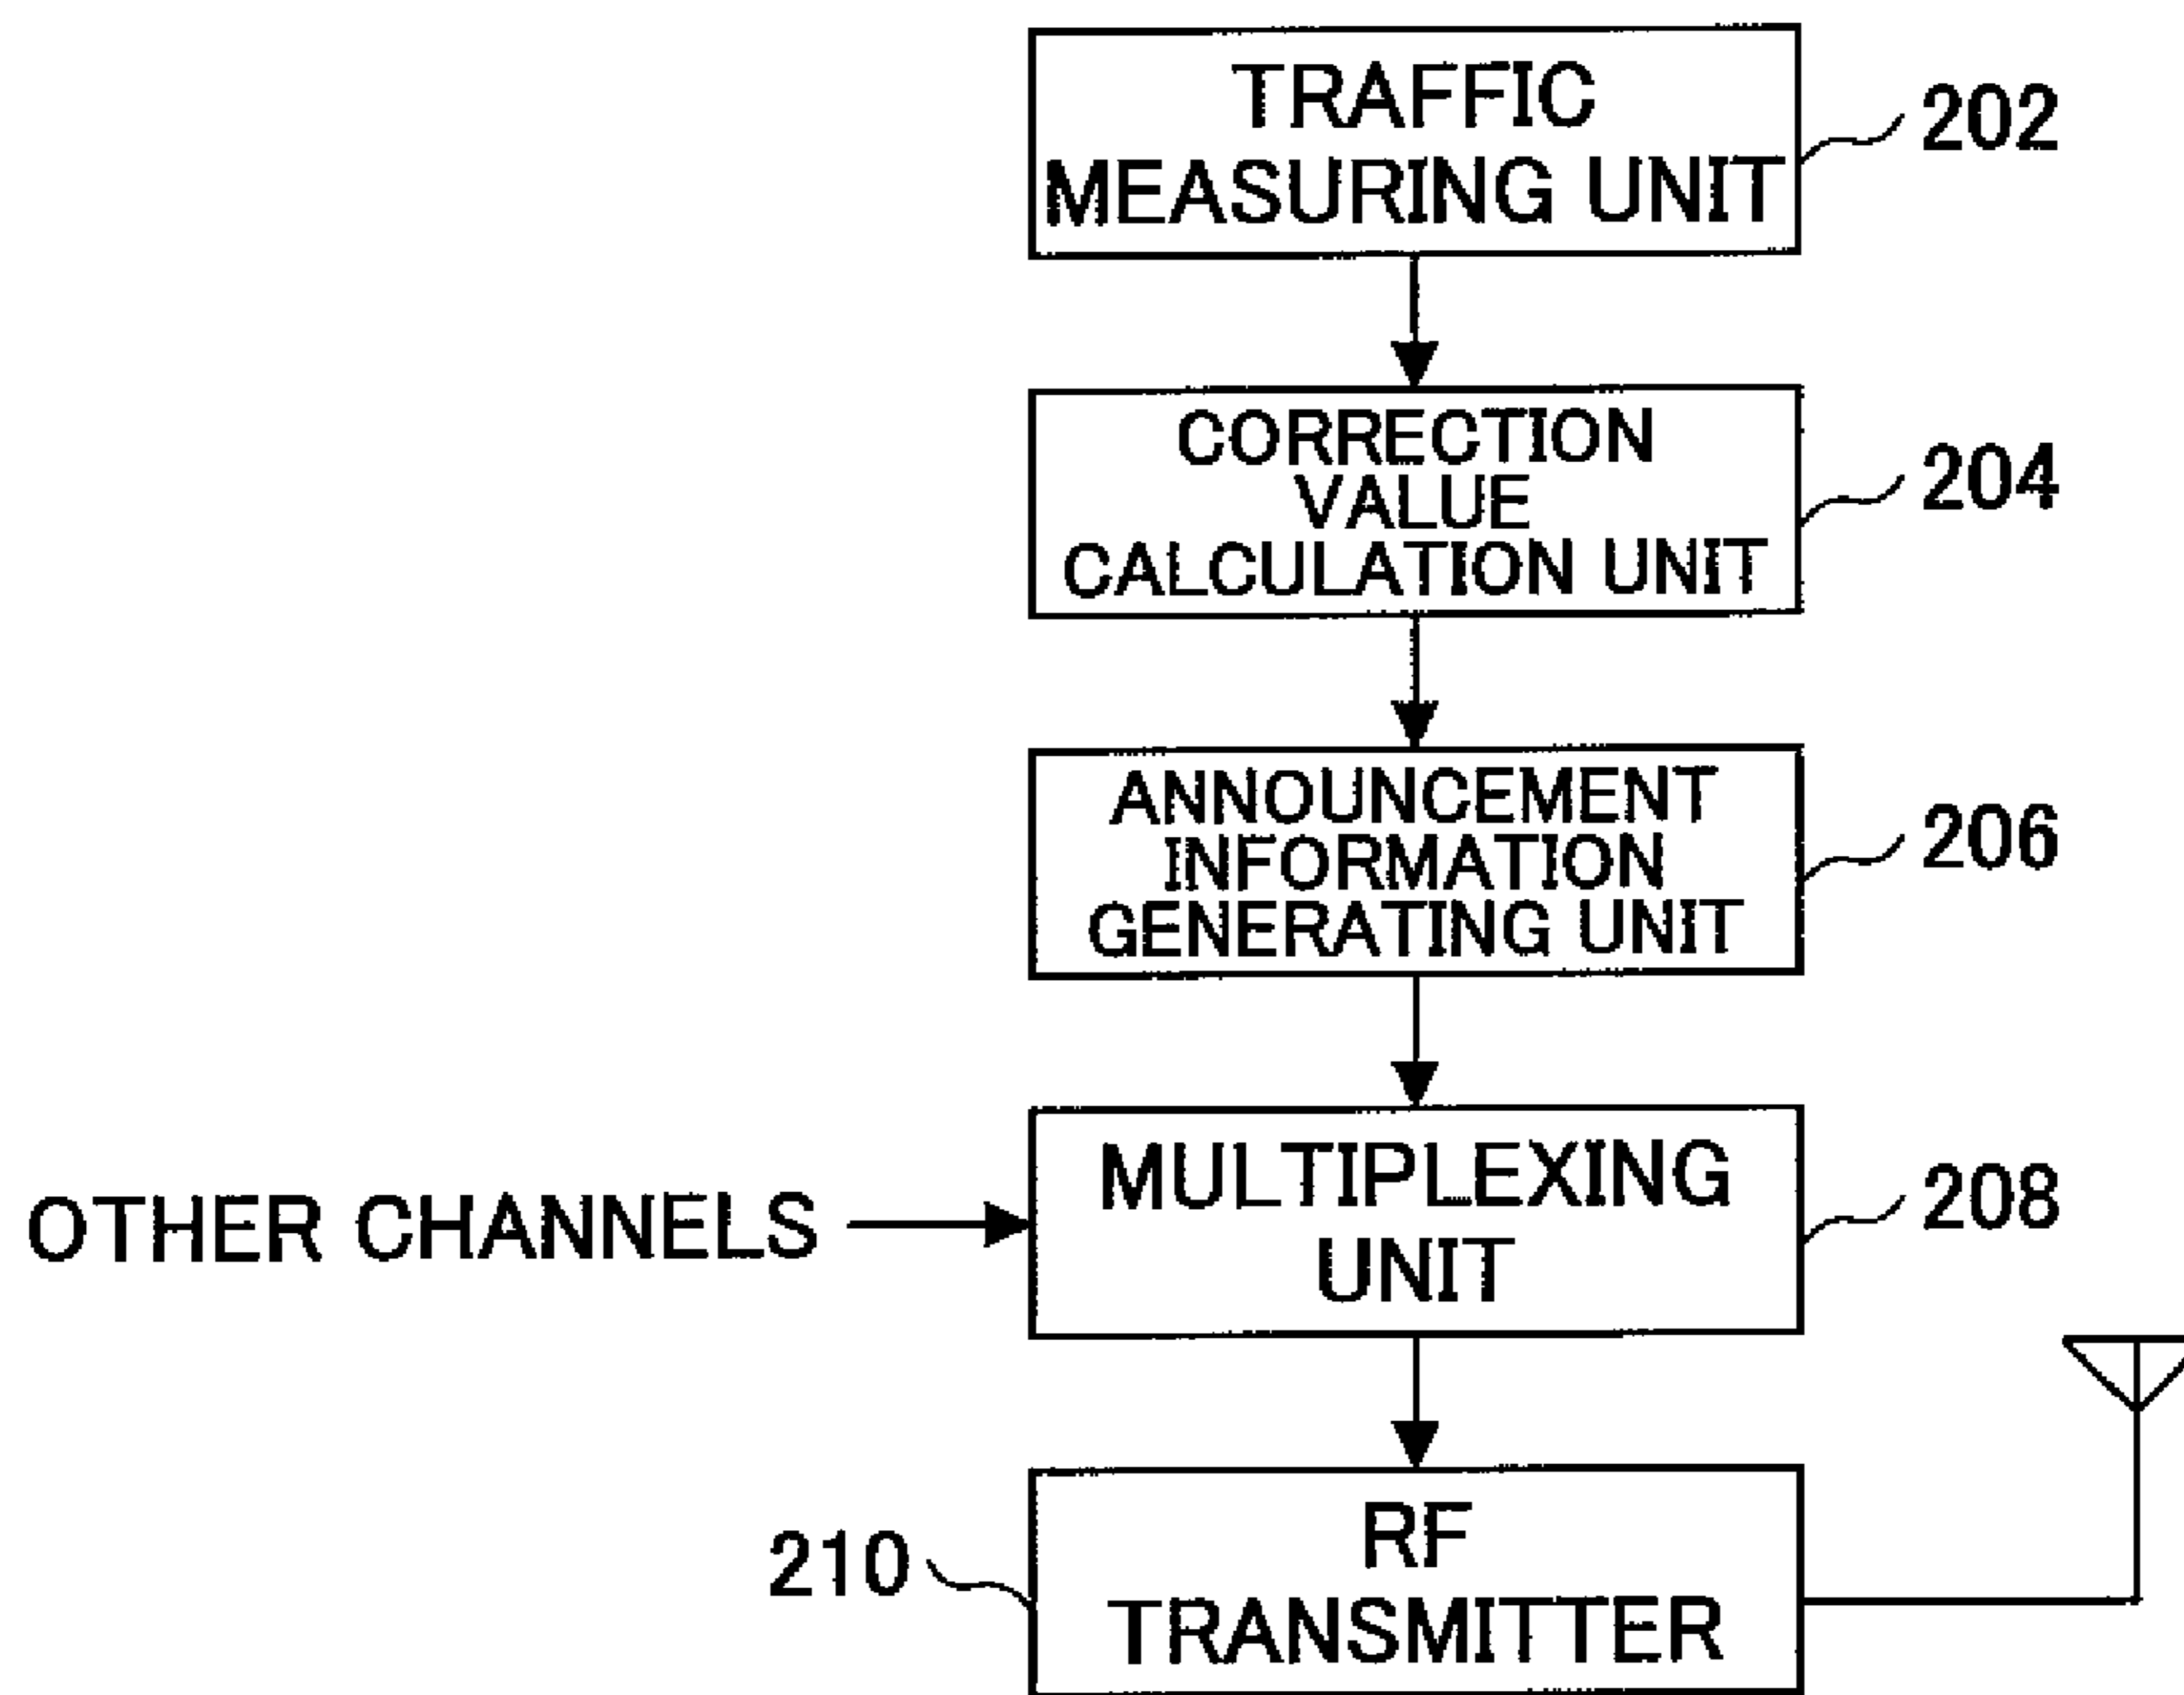 TRAFFIC
MEASURING UNIT
202
CORRECTION
VALUE
CALCULATION UNIT
204
ANNOUNCEMENT
INFORMATION
GENERATING UNIT
206
OTHER CHANNELS
MULTIPLEXING
UNIT
208
210
RF
TRANSMITTER